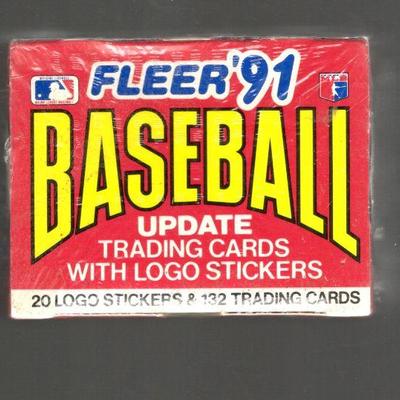 FLEER '91
BASEBALL
UPDATE
TRADING CARDS
WITH LOGO STICKERS
20 LOGO STICKERS & 132 TRADING CARDS